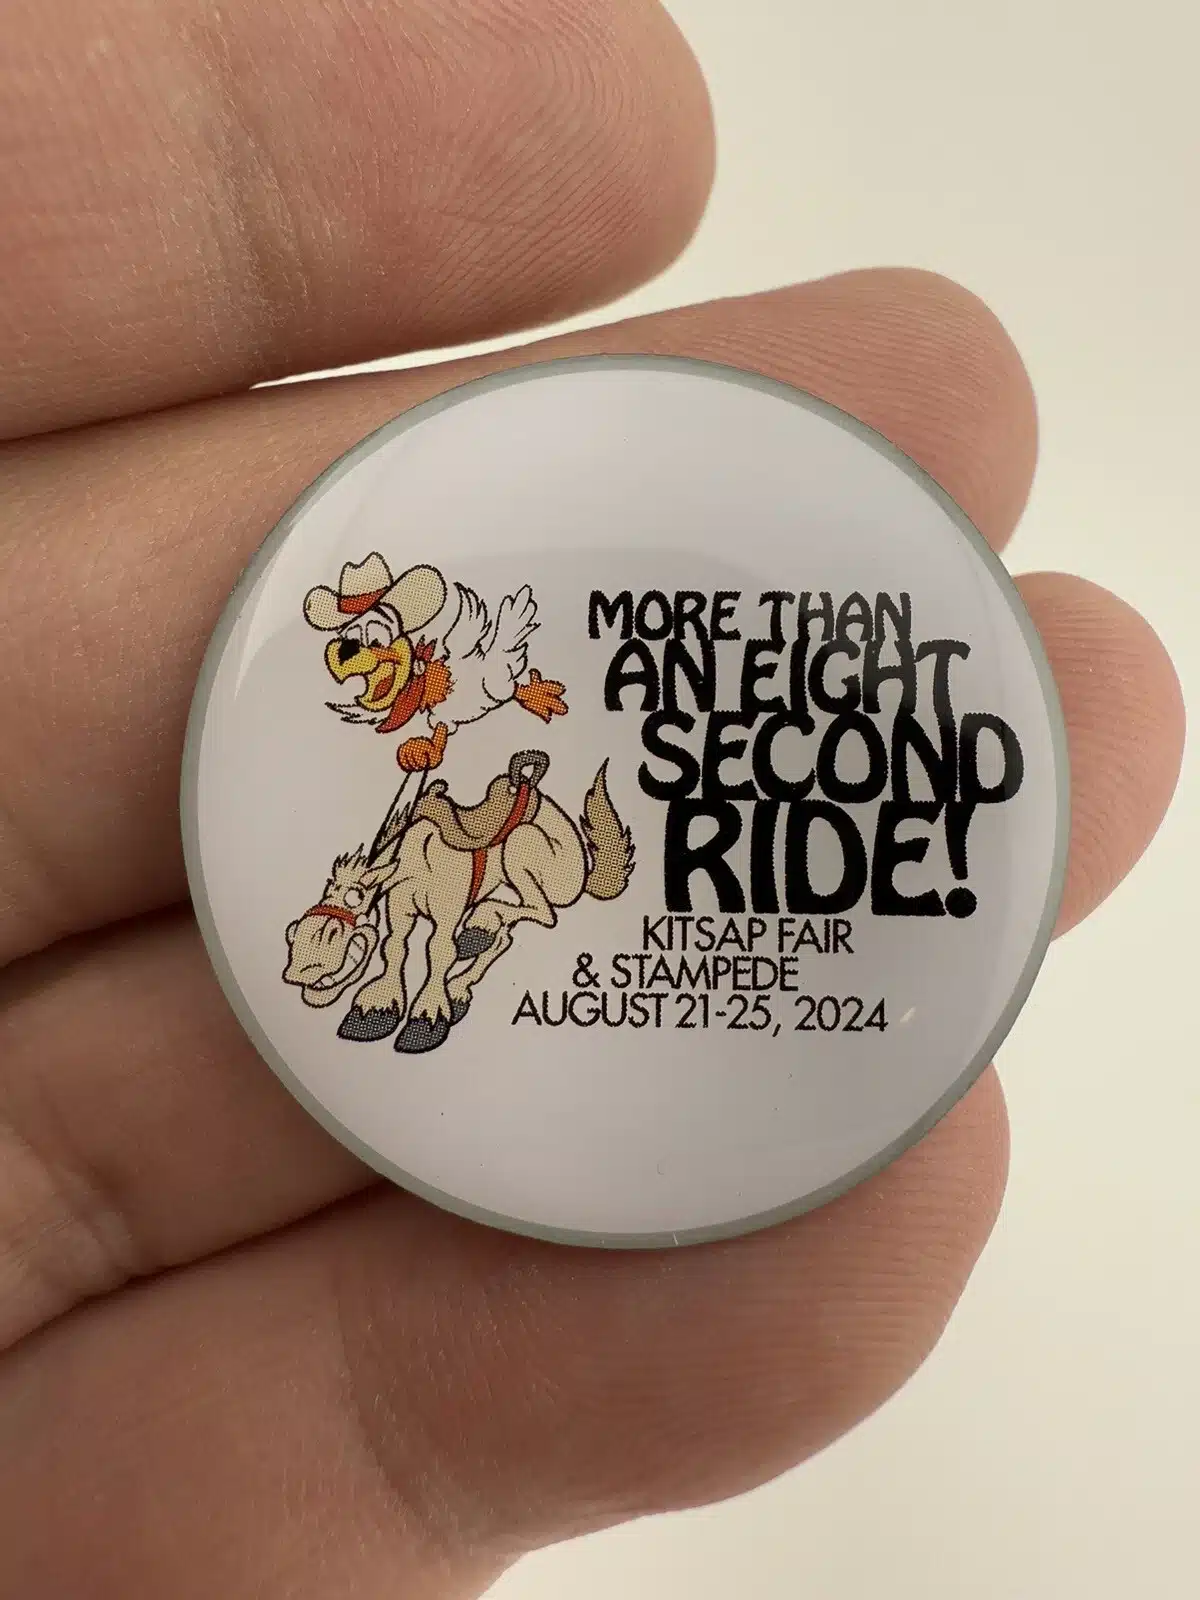 MORE THAN
AN EIGHT
SECOND
RIDE!
KITSAP FAIR
& STAMPEDE
AUGUST 21-25, 2024